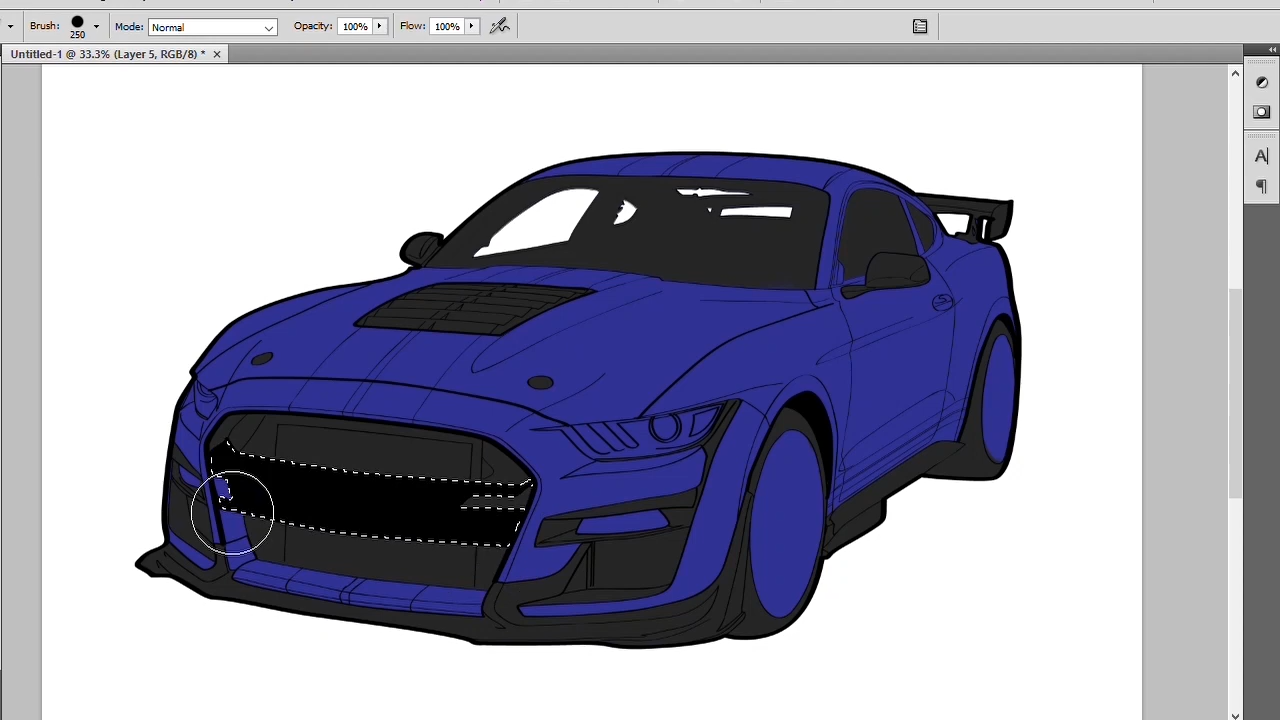 Brush: 250 Mode: Normal Opacity: 100% Flow: 100%
Untitled-1 @ 33.3% (Layer 5, RGB/8) * ×
A
¶